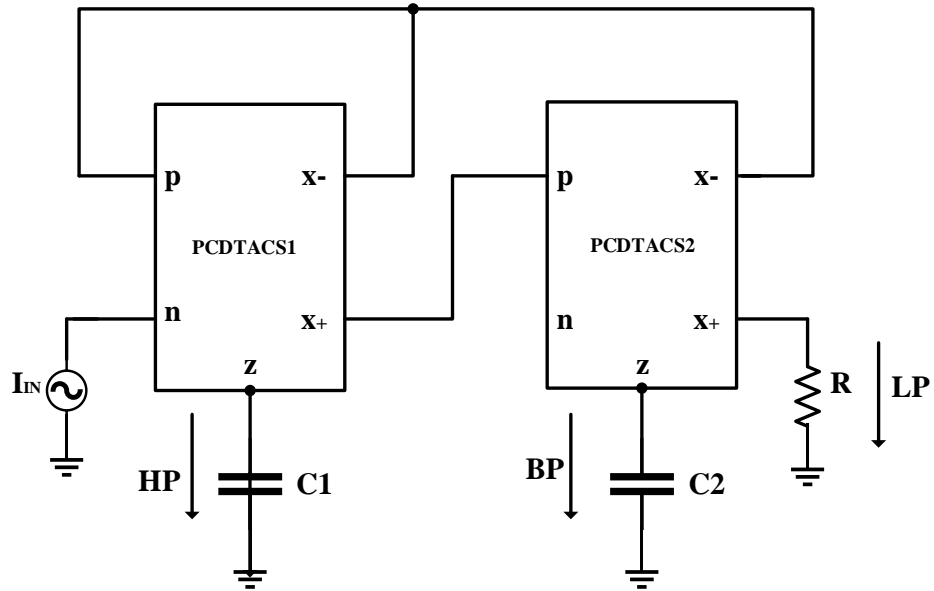 p
x-
p
x-
PCDTACS1
PCDTACS2
n
x+
n
x+
z
z
IIN
R
LP
HP
C1
BP
C2